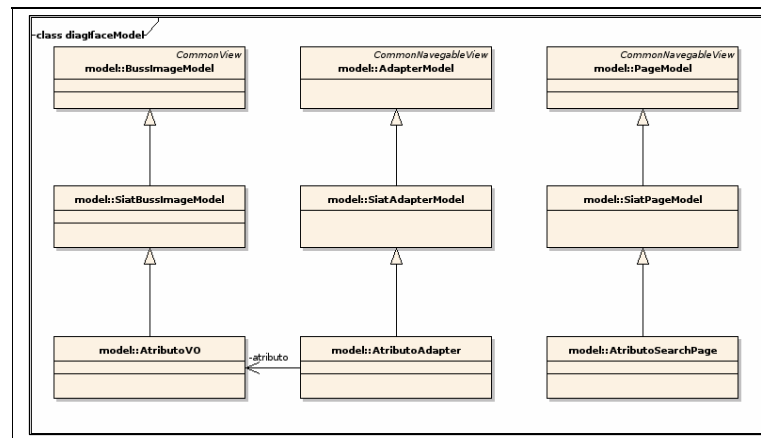 class diagIfaceModel
CommonView
model::BussImageModel
CommonNavegableView
model::AdapterModel
CommonNavegableView
model::PageModel
model::SiatBussImageModel
model::SiatAdapterModel
model::SiatPageModel
model::AtributoVO
-atributo
model::AtributoAdapter
model::AtributoSearchPage